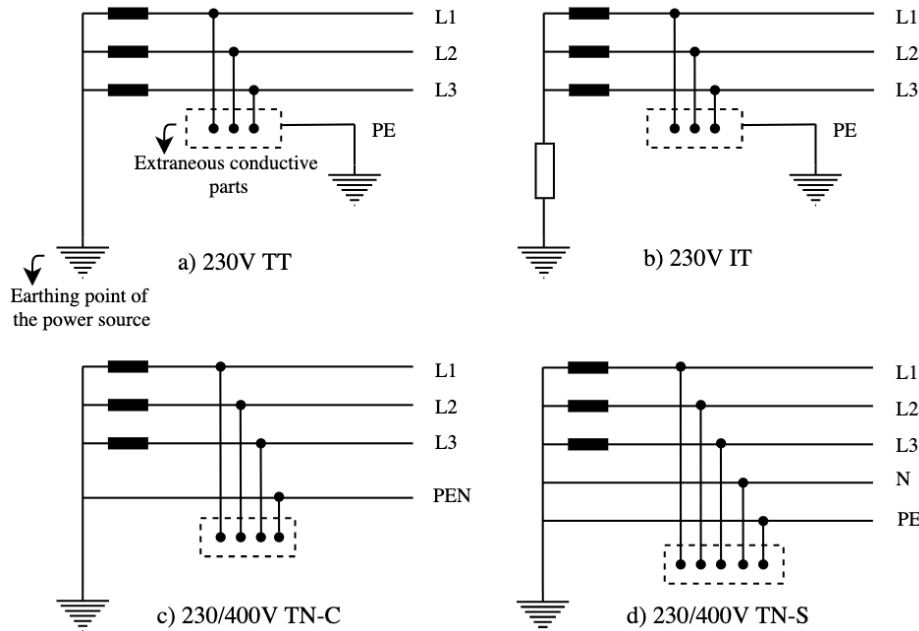 L1
L2
L3
PE
Extraneous conductive
parts
a) 230V TT
Earthing point of
the power source
L1
L2
L3
PE
b) 230V IT
L1
L2
L3
PEN
c) 230/400V TN-C
L1
L2
L3
N
PE
d) 230/400V TN-S